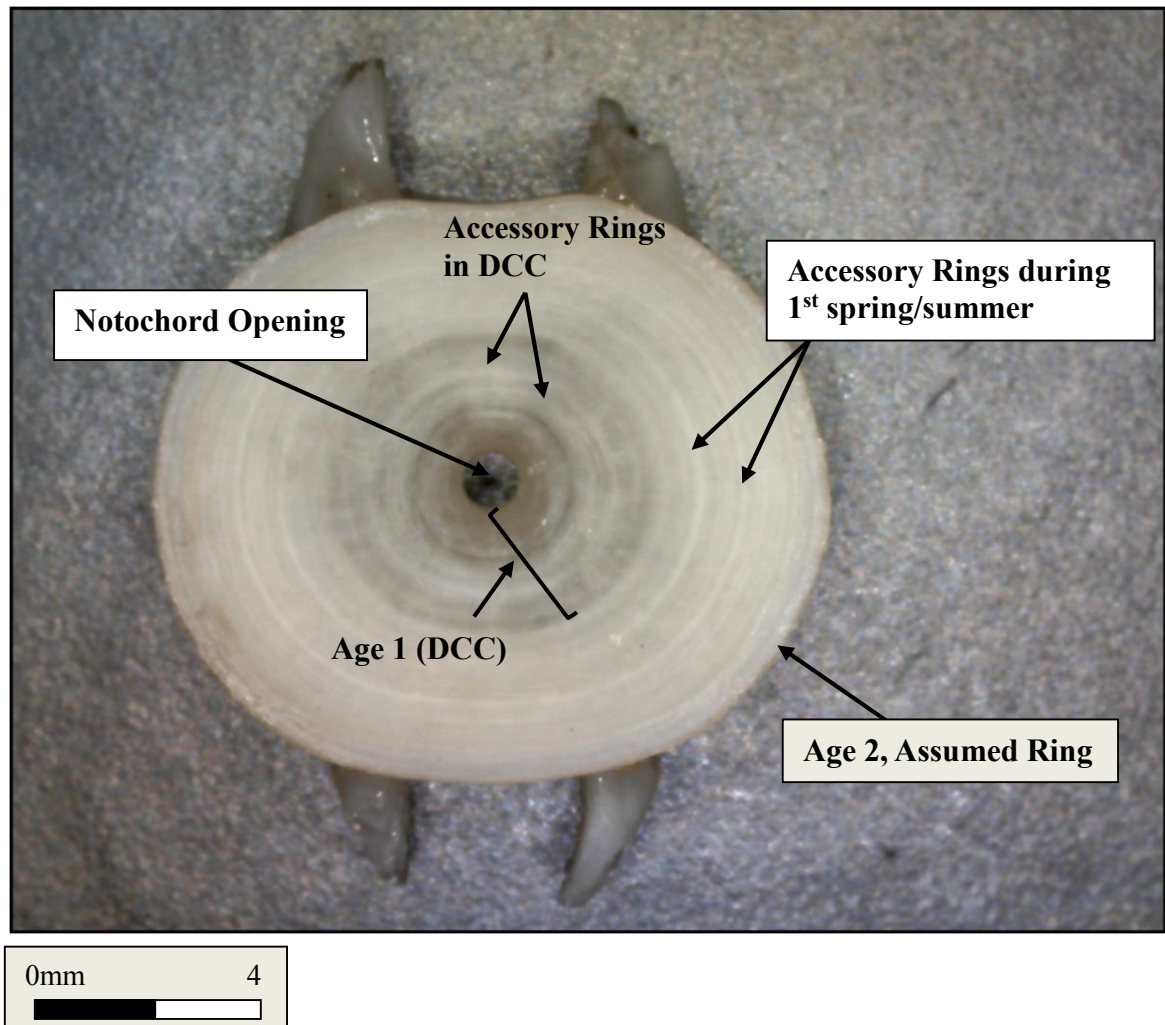 Accessory Rings
in DCC
Accessory Rings during
1st spring/summer
Notochord Opening
Age 1 (DCC)
Age 2, Assumed Ring
0mm 4